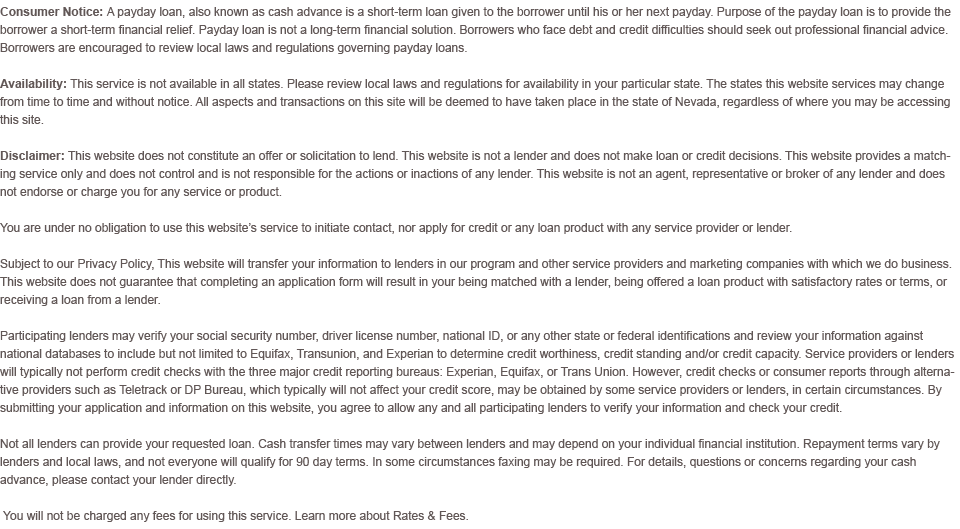 Consumer Notice: A payday loan, also known as cash advance is a short-term loan given to the borrower until his or her next payday. Purpose of the payday loan is to provide the
borrower a short-term financial relief. Payday loan is not a long-term financial solution. Borrowers who face debt and credit difficulties should seek out professional financial advice.
Borrowers are encouraged to review local laws and regulations governing payday loans.
Availability: This service is not available in all states. Please review local laws and regulations for availability in your particular state. The states this website services may change
from time to time and without notice. All aspects and transactions on this site will be deemed to have taken place in the state of Nevada, regardless of where you may be accessing
this site.
Disclaimer: This website does not constitute an offer or solicitation to lend. This website is not a lender and does not make loan or credit decisions. This website provides a match-
ing service only and does not control and is not responsible for the actions or inactions of any lender. This website is not an agent, representative or broker of any lender and does
not endorse or charge you for any service or product.
You are under no obligation to use this website's service to initiate contact, nor apply for credit or any loan product with any service provider or lender.
Subject to our Privacy Policy, This website will transfer your information to lenders in our program and other service providers and marketing companies with which we do business.
This website does not guarantee that completing an application form will result in your being matched with a lender, being offered a loan product with satisfactory rates or terms, or
receiving a loan from a lender.
Participating lenders may verify your social security number, driver license number, national ID, or any other state or federal identifications and review your information against
national databases to include but not limited to Equifax, Transunion, and Experian to determine credit worthiness, credit standing and/or credit capacity. Service providers or lenders
will typically not perform credit checks with the three major credit reporting bureaus: Experian, Equifax, or Trans Union. However, credit checks or consumer reports through alterna-
tive providers such as Teletrack or DP Bureau, which typically will not affect your credit score, may be obtained by some service providers or lenders, in certain circumstances. By
submitting your application and information on this website, you agree to allow any and all participating lenders to verify your information and check your credit.
Not all lenders can provide your requested loan. Cash transfer times may vary between lenders and may depend on your individual financial institution. Repayment terms vary by
lenders and local laws, and not everyone will qualify for 90 day terms. In some circumstances faxing may be required. For details, questions or concerns regarding your cash
advance, please contact your lender directly.
You will not be charged any fees for using this service. Learn more about Rates & Fees.